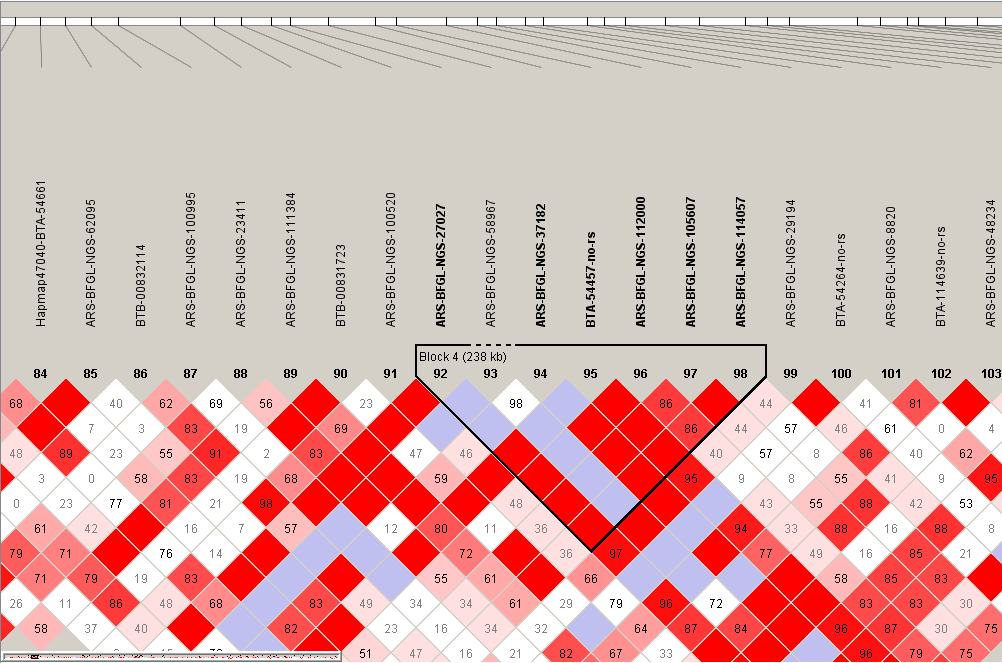 Hapmap47040-BTA-54661
ARS-BFGL-NGS-62095
BTB-00832114
ARS-BFGL-NGS-100995
ARS-BFGL-NGS-23411
ARS-BFGL-NGS-111384
BTB-00831723
ARS-BFGL-NGS-100520
ARS-BFGL-NGS-27027
ARS-BFGL-NGS-58967
ARS-BFGL-NGS-37182
BTA-54457-no-rs
ARS-BFGL-NGS-112000
ARS-BFGL-NGS-105607
ARS-BFGL-NGS-114057
ARS-BFGL-NGS-29194
BTA-54264-no-rs
ARS-BFGL-NGS-8820
BTA-114639-no-rs
ARS-BFGL-NGS-48234
Block 4 (238 kb)
84 85 86 87 88 89 90 91 92 93 94 95 96 97 98 99 100 101 102 103
68 40 62 69 56 23 98 86 44 41 81
7 3 83 19 69 86 44 57 46 61 0 4
48 89 23 55 91 2 83 47 46 40 57 8 86 40 62
3 0 58 83 19 68 59 95 9 8 55 41 9 95
0 23 77 81 7 98 48 43 55 88 42 53
61 42 16 7 57 12 80 11 36 94 33 88 16 88 8
79 71 76 14 72 36 97 77 49 16 85 21
71 79 19 83 55 61 66 58 85 83
26 11 86 48 68 83 49 34 34 61 29 79 96 72 83 83 30
58 37 40 82 23 16 34 32 64 87 84 96 87 30 75
51 47 16 21 82 67 33 96 79 75